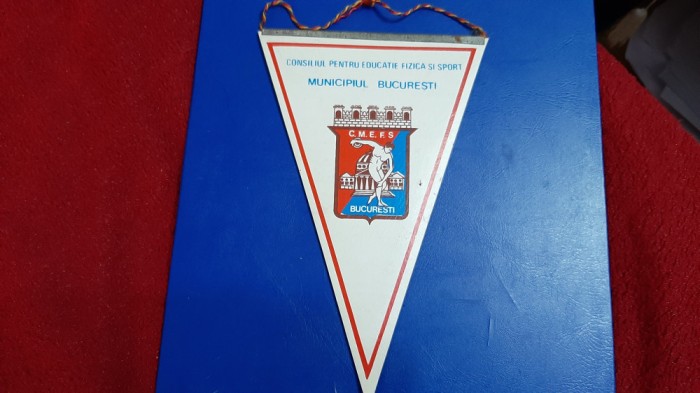 CONSILIUL PENTRU EDUCATIE FIZICA SI SPORT
MUNICIPIUL BUCURESTI
C.M.E.F.S
BUCURESTI